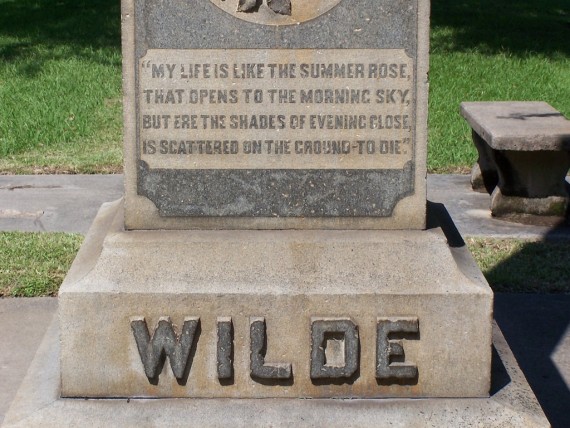 "MY LIFE IS LIKE THE SUMMER ROSE,
THAT OPENS TO THE MORNING SKY,
BUT ERE THS SHADES OF EVENING CLOSE,
IS SCATTERED ON THE GROUND-TO DIE"
WILDE